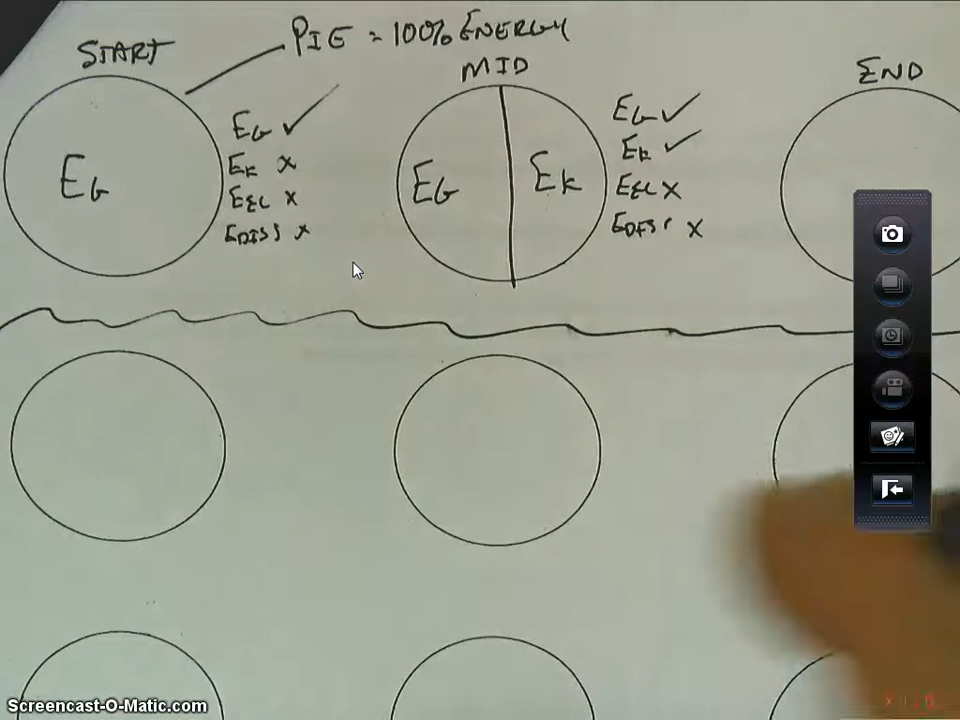 START
PIE = 100% ENERGY
MID
END
EG ✓
EK x
EEL x
EDISS x
EG
EG
EK
EG ✓
EK ✓
EEL x
x
Screencast-O-Matic.com